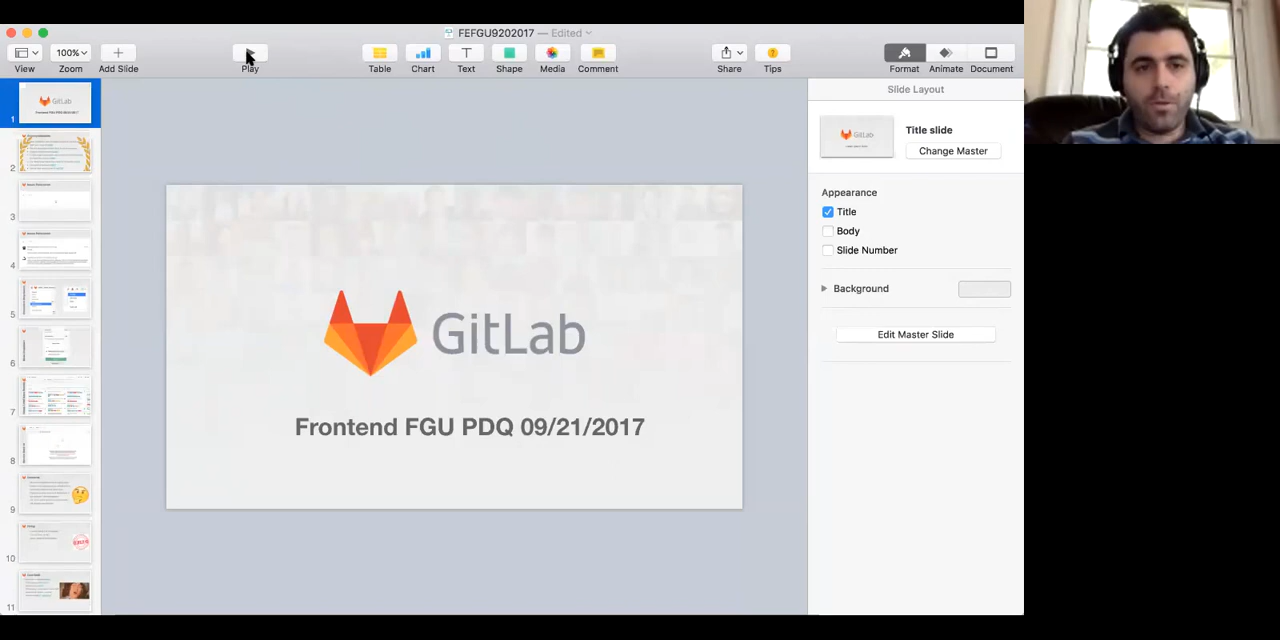 FEFGU9202017 — Edited
100%
View
Zoom
Add Slide
Play
Table
Chart
Text
Shape
Media
Comment
Share
Tips
Format
Animate
Document
Slide Layout
Title slide
Change Master
Appearance
Title
Body
Slide Number
Background
Edit Master Slide
GitLab
Frontend FGU PDQ 09/21/2017
GitLab
GitLab
1
2
3
4
5
6
7
8
9
10
11